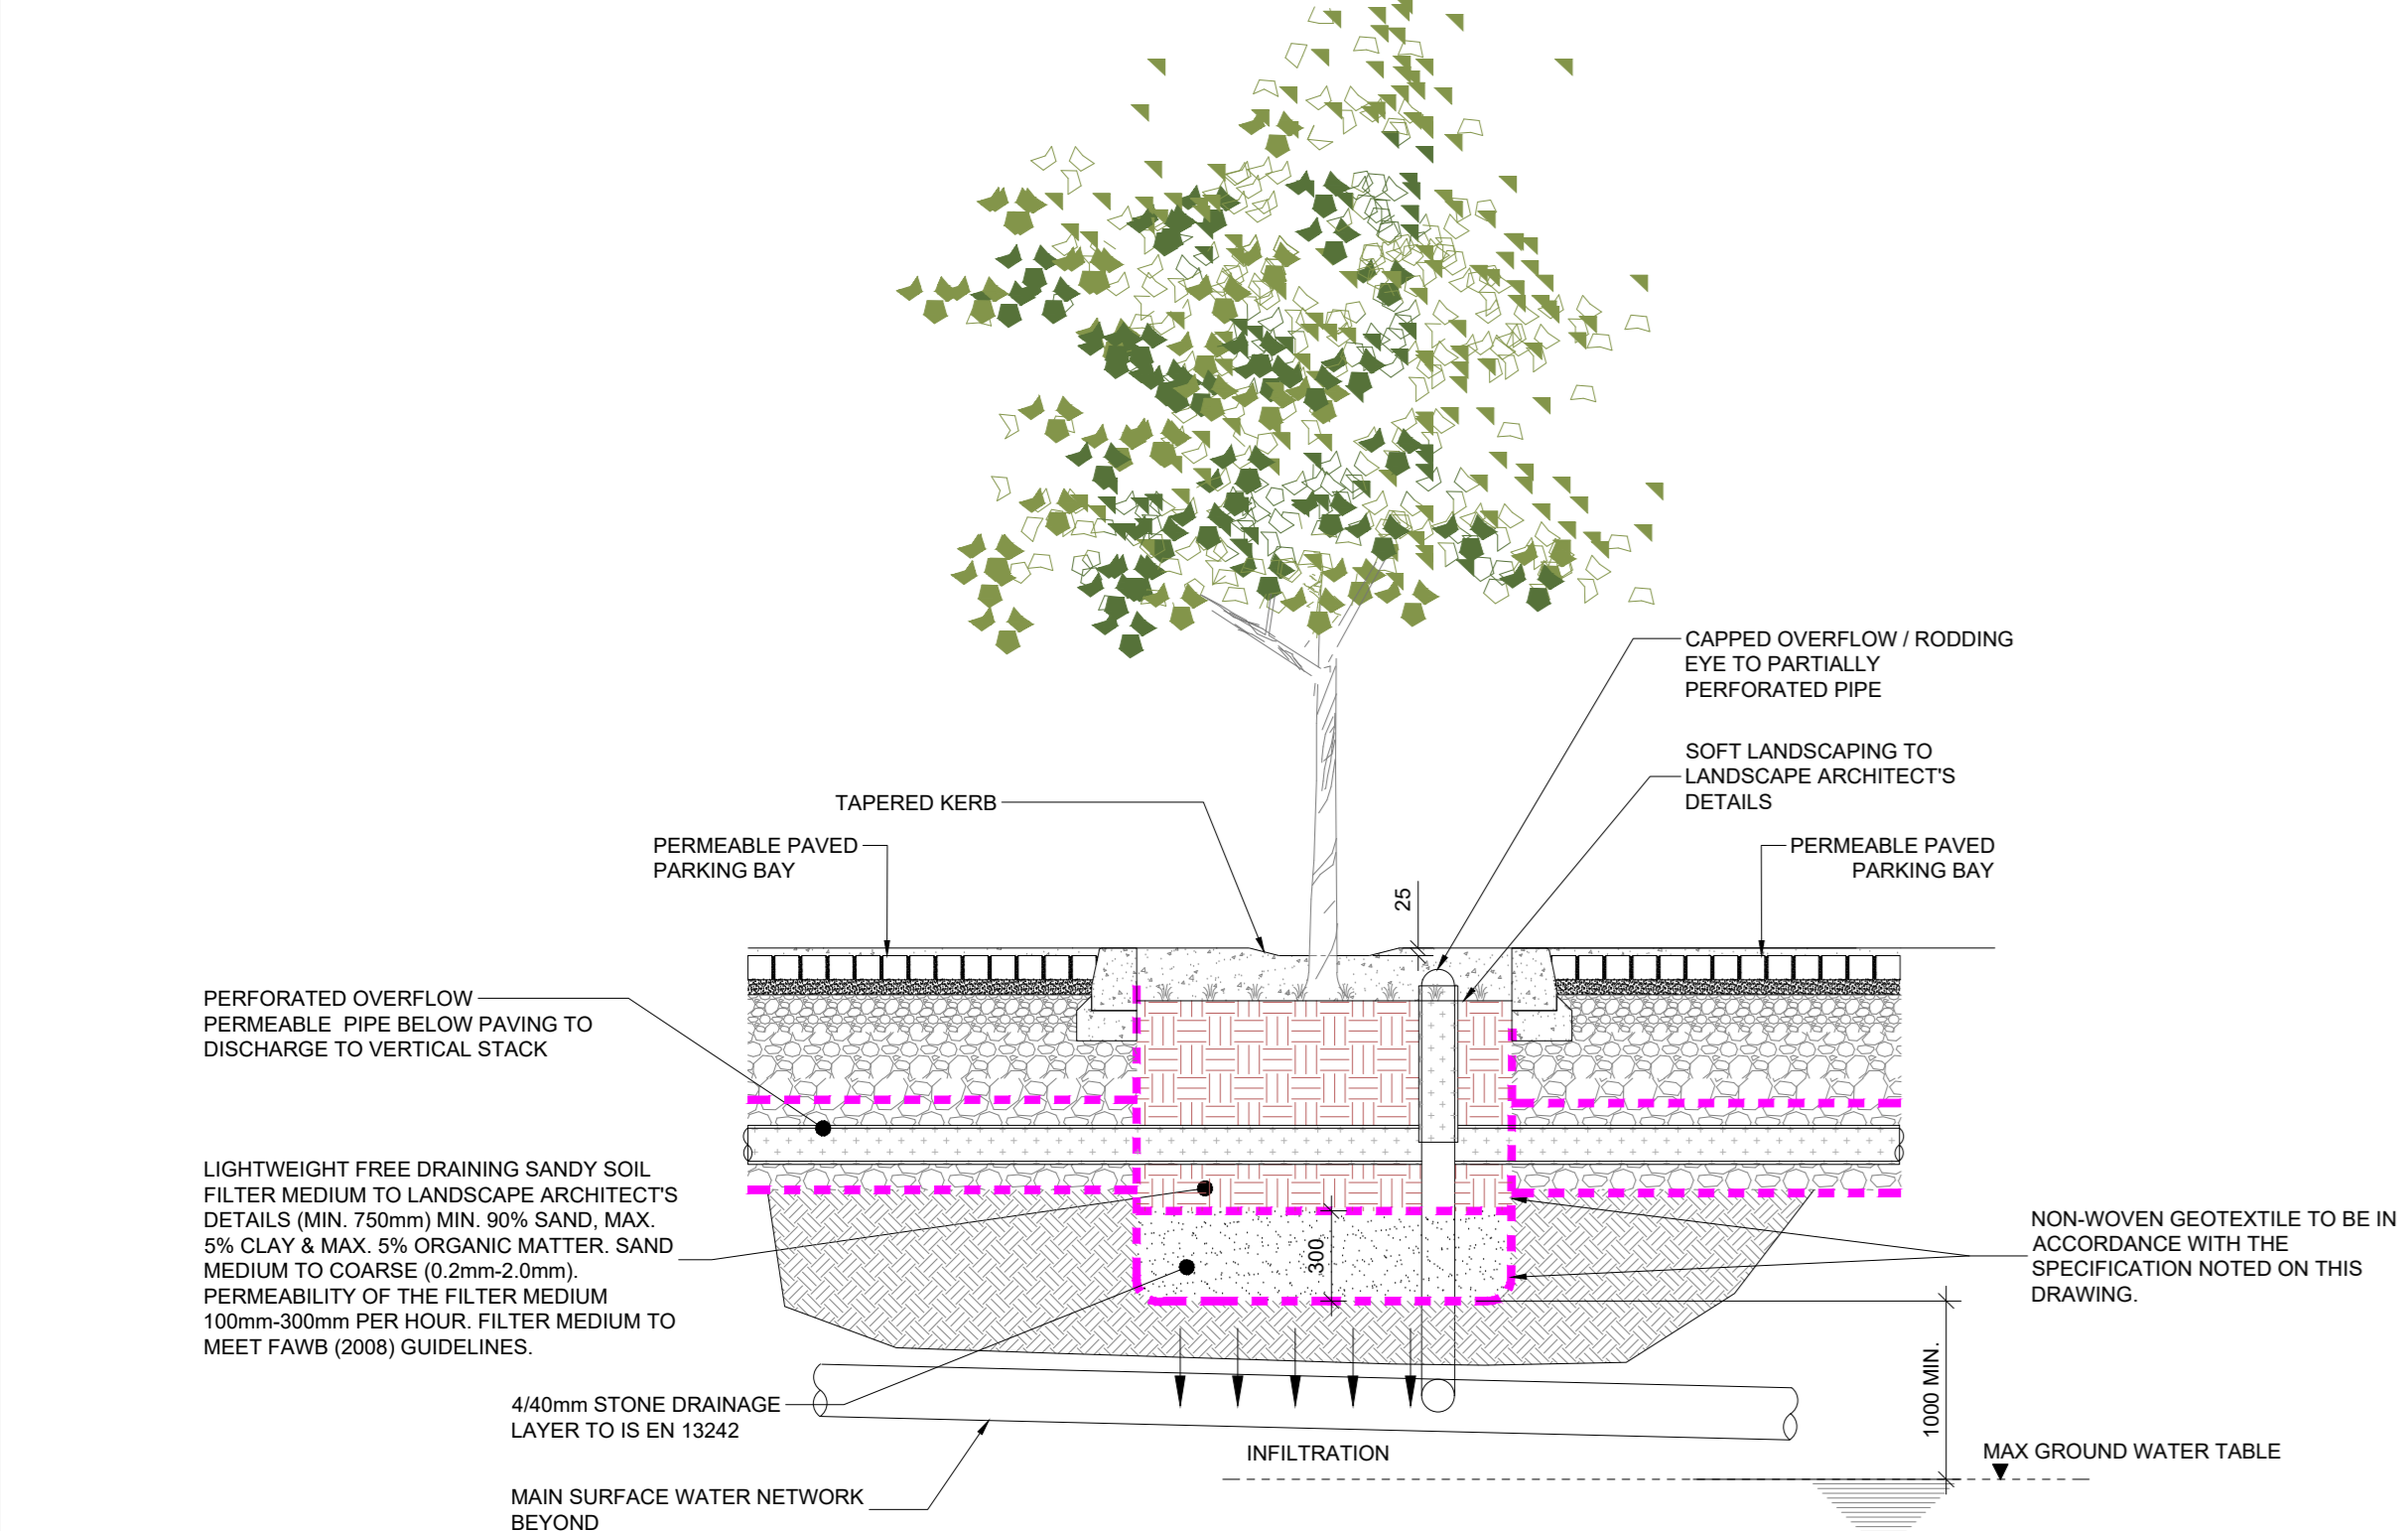 CAPPED OVERFLOW / RODDING
EYE TO PARTIALLY
PERFORATED PIPE
SOFT LANDSCAPING TO
LANDSCAPE ARCHITECT'S
DETAILS
TAPERED KERB
PERMEABLE PAVED
PARKING BAY
PERMEABLE PAVED
PARKING BAY
25
PERFORATED OVERFLOW
PERMEABLE PIPE BELOW PAVING TO
DISCHARGE TO VERTICAL STACK
LIGHTWEIGHT FREE DRAINING SANDY SOIL
FILTER MEDIUM TO LANDSCAPE ARCHITECT'S
DETAILS (MIN. 750mm) MIN. 90% SAND, MAX.
5% CLAY & MAX. 5% ORGANIC MATTER. SAND
MEDIUM TO COARSE (0.2mm-2.0mm).
PERMEABILITY OF THE FILTER MEDIUM
100mm-300mm PER HOUR. FILTER MEDIUM TO
MEET FAWB (2008) GUIDELINES.
300
NON-WOVEN GEOTEXTILE TO BE IN
ACCORDANCE WITH THE
SPECIFICATION NOTED ON THIS
DRAWING.
1000 MIN.
4/40mm STONE DRAINAGE
LAYER TO IS EN 13242
INFILTRATION
MAX GROUND WATER TABLE
MAIN SURFACE WATER NETWORK
BEYOND